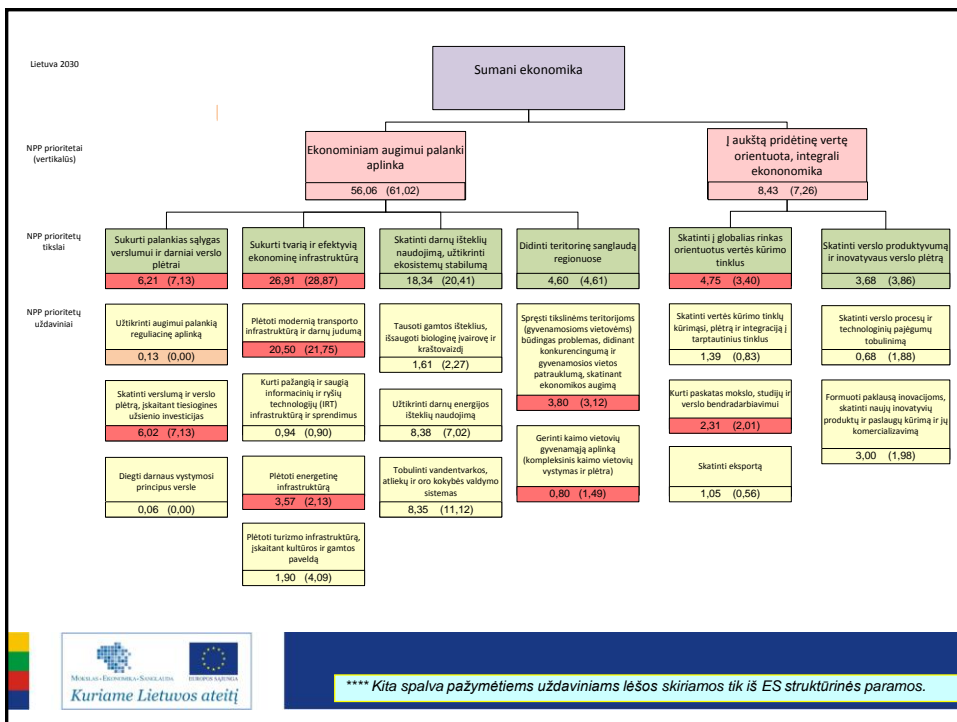 Lietuva 2030
Sumani ekonomika
NPP prioritetai
(vertikalūs)
Ekonominiam augimui palanki
aplinka
56,06 (61,02)
Į aukštą pridėtinę vertę
orientuota, integrali
ekononomika
8,43 (7,26)
NPP prioritetų
tikslai
Sukurti palankias sąlygas
verslumui ir darniai verslo
plėtrai
6,21 (7,13)
Sukurti tvarią ir efektyvią
ekonominę infrastruktūrą
26,91 (28,87)
Skatinti darnų išteklių
naudojimą, užtikrinti
ekosistemų stabilumą
18,34 (20,41)
Didinti teritorinę sanglaudą
regionuose
4,60 (4,61)
Skatinti į globalias rinkas
orientuotus vertės kūrimo
tinklus
4,75 (3,40)
Skatinti verslo produktyvumą
ir inovatyvaus verslo plėtrą
3,68 (3,86)
NPP prioritetų
uždaviniai
Užtikrinti augimui palankią
reguliacinę aplinką
0,13 (0,00)
Skatinti verslumą ir verslo
plėtrą, įskaitant tiesiogines
užsienio investicijas
6,02 (7,13)
Diegti darnaus vystymosi
principus versle
0,06 (0,00)
Plėtoti modernią transporto
infrastruktūrą ir darnų judumą
20,50 (21,75)
Kurti pažangią ir saugią
informacinių ir ryšių
technologijų (IRT)
infrastruktūrą ir sprendimus
0,94 (0,90)
Plėtoti energetinę
infrastruktūrą
3,57 (2,13)
Plėtoti turizmo infrastruktūrą,
įskaitant kultūros ir gamtos
paveldą
1,90 (4,09)
Tausoti gamtos išteklius,
išsaugoti biologinę įvairovę ir
kraštovaizdį
1,61 (2,27)
Užtikrinti darnų energijos
išteklių naudojimą
8,38 (7,02)
Tobulinti vandentvarkos,
atliekų ir oro kokybės valdymo
sistemas
8,35 (11,12)
Spręsti tikslinėms teritorijoms
(gyvenamosioms vietovėms)
būdingas problemas, didinant
konkurencingumą ir
gyvenamosios vietos
patrauklumą, skatinant
ekonomikos augimą
3,80 (3,12)
Gerinti kaimo vietovių
gyvenamąją aplinką
(kompleksinis kaimo vietovių
vystymas ir plėtra)
0,80 (1,49)
Skatinti vertės kūrimo tinklų
kūrimąsi, plėtrą ir integraciją į
tarptautinius tinklus
1,39 (0,83)
Kurti paskatas mokslo, studijų ir
verslo bendradarbiavimui
2,31 (2,01)
Skatinti eksportą
1,05 (0,56)
Skatinti verslo procesų ir
technologinių pajėgumų
tobulinimą
0,68 (1,88)
Formuoti paklausą inovacijoms,
skatinti naujų inovatyvių
produktų ir paslaugų kūrimą ir jų
komercializavimą
3,00 (1,98)
MOKSLAS • EKONOMIKA • SANGLAUDA
EUROPOS SĄJUNGA
Kuriame Lietuvos ateitį
**** Kita spalva pažymėtiems uždaviniams lėšos skiriamos tik iš ES struktūrinės paramos.